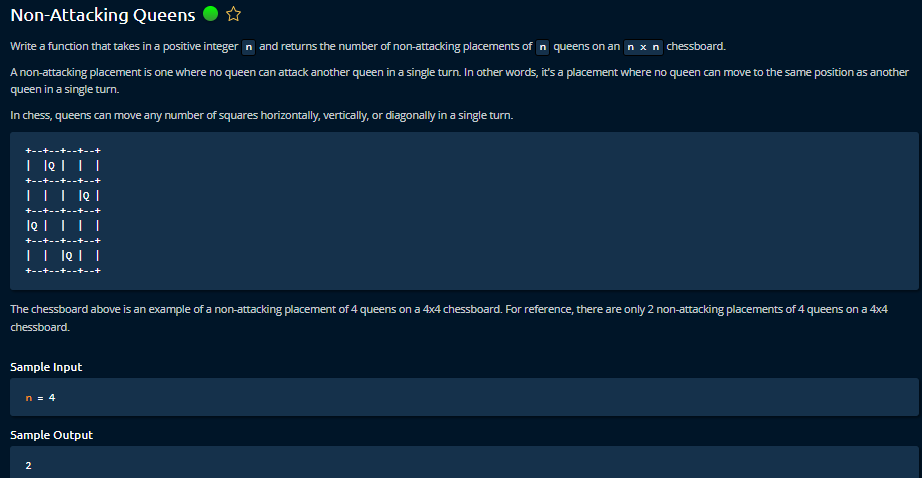 Non-Attacking Queens
Write a function that takes in a positive integer n and returns the number of non-attacking placements of n queens on an n x n chessboard.
A non-attacking placement is one where no queen can attack another queen in a single turn. In other words, it's a placement where no queen can move to the same position as another
queen in a single turn.
In chess, queens can move any number of squares horizontally, vertically, or diagonally in a single turn.
+--+--+--+--+
|  |Q |  |  |
+--+--+--+--+
|  |  |  |Q |
+--+--+--+--+
|Q |  |  |  |
+--+--+--+--+
|  |  |Q |  |
+--+--+--+--+
The chessboard above is an example of a non-attacking placement of 4 queens on a 4x4 chessboard. For reference, there are only 2 non-attacking placements of 4 queens on a 4x4
chessboard.
Sample Input
n = 4
Sample Output
2